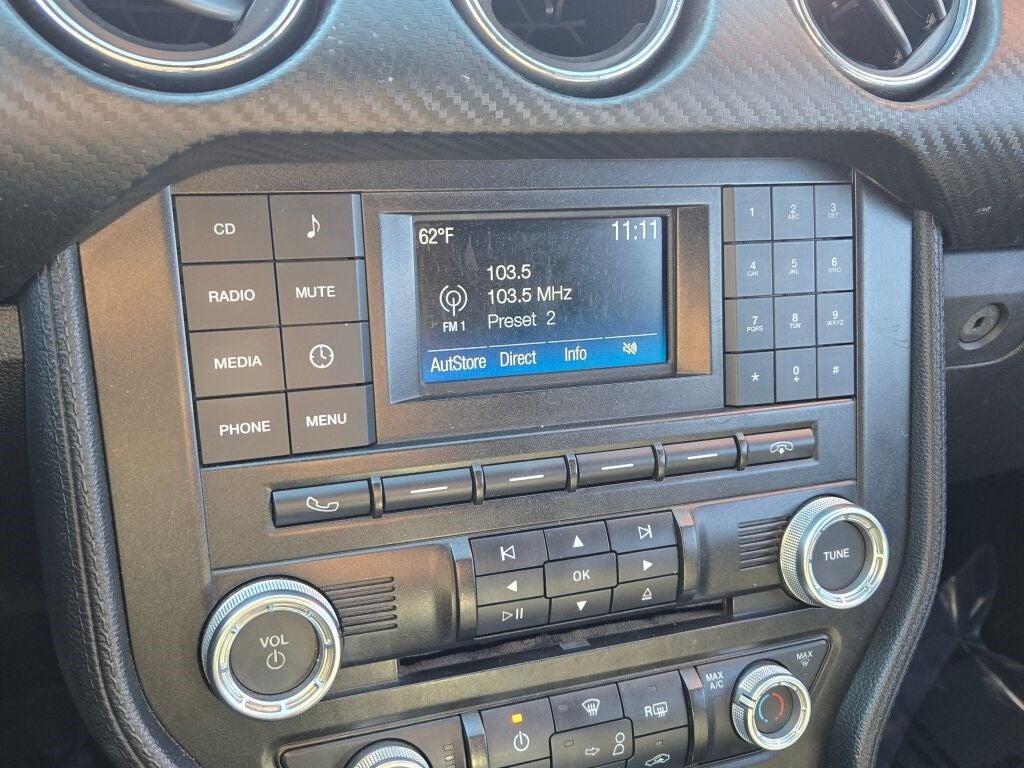 CD
RADIO MUTE
MEDIA
PHONE MENU
62°F 11:11
103.5
103.5 MHz
FM 1 Preset 2
AutStore Direct Info
1 2 ABC 3 DEF
4 GHI 5 JKL 6 MNO
7 PQRS 8 TUV 9 WXYZ
* 0 + #
OK
VOL
TUNE
MAX A/C
MAX
R